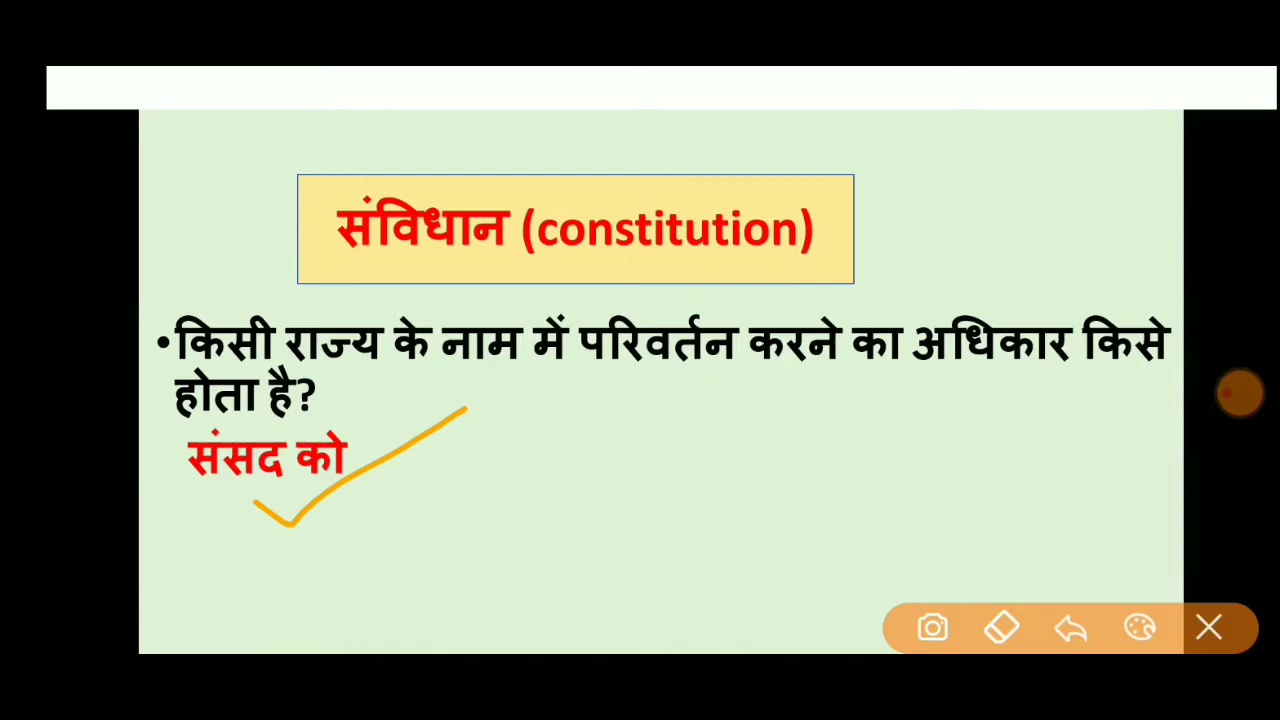 संविधान (constitution)
•किसी राज्य के नाम में परिवर्तन करने का अधिकार किसे
होता है?
संसद को